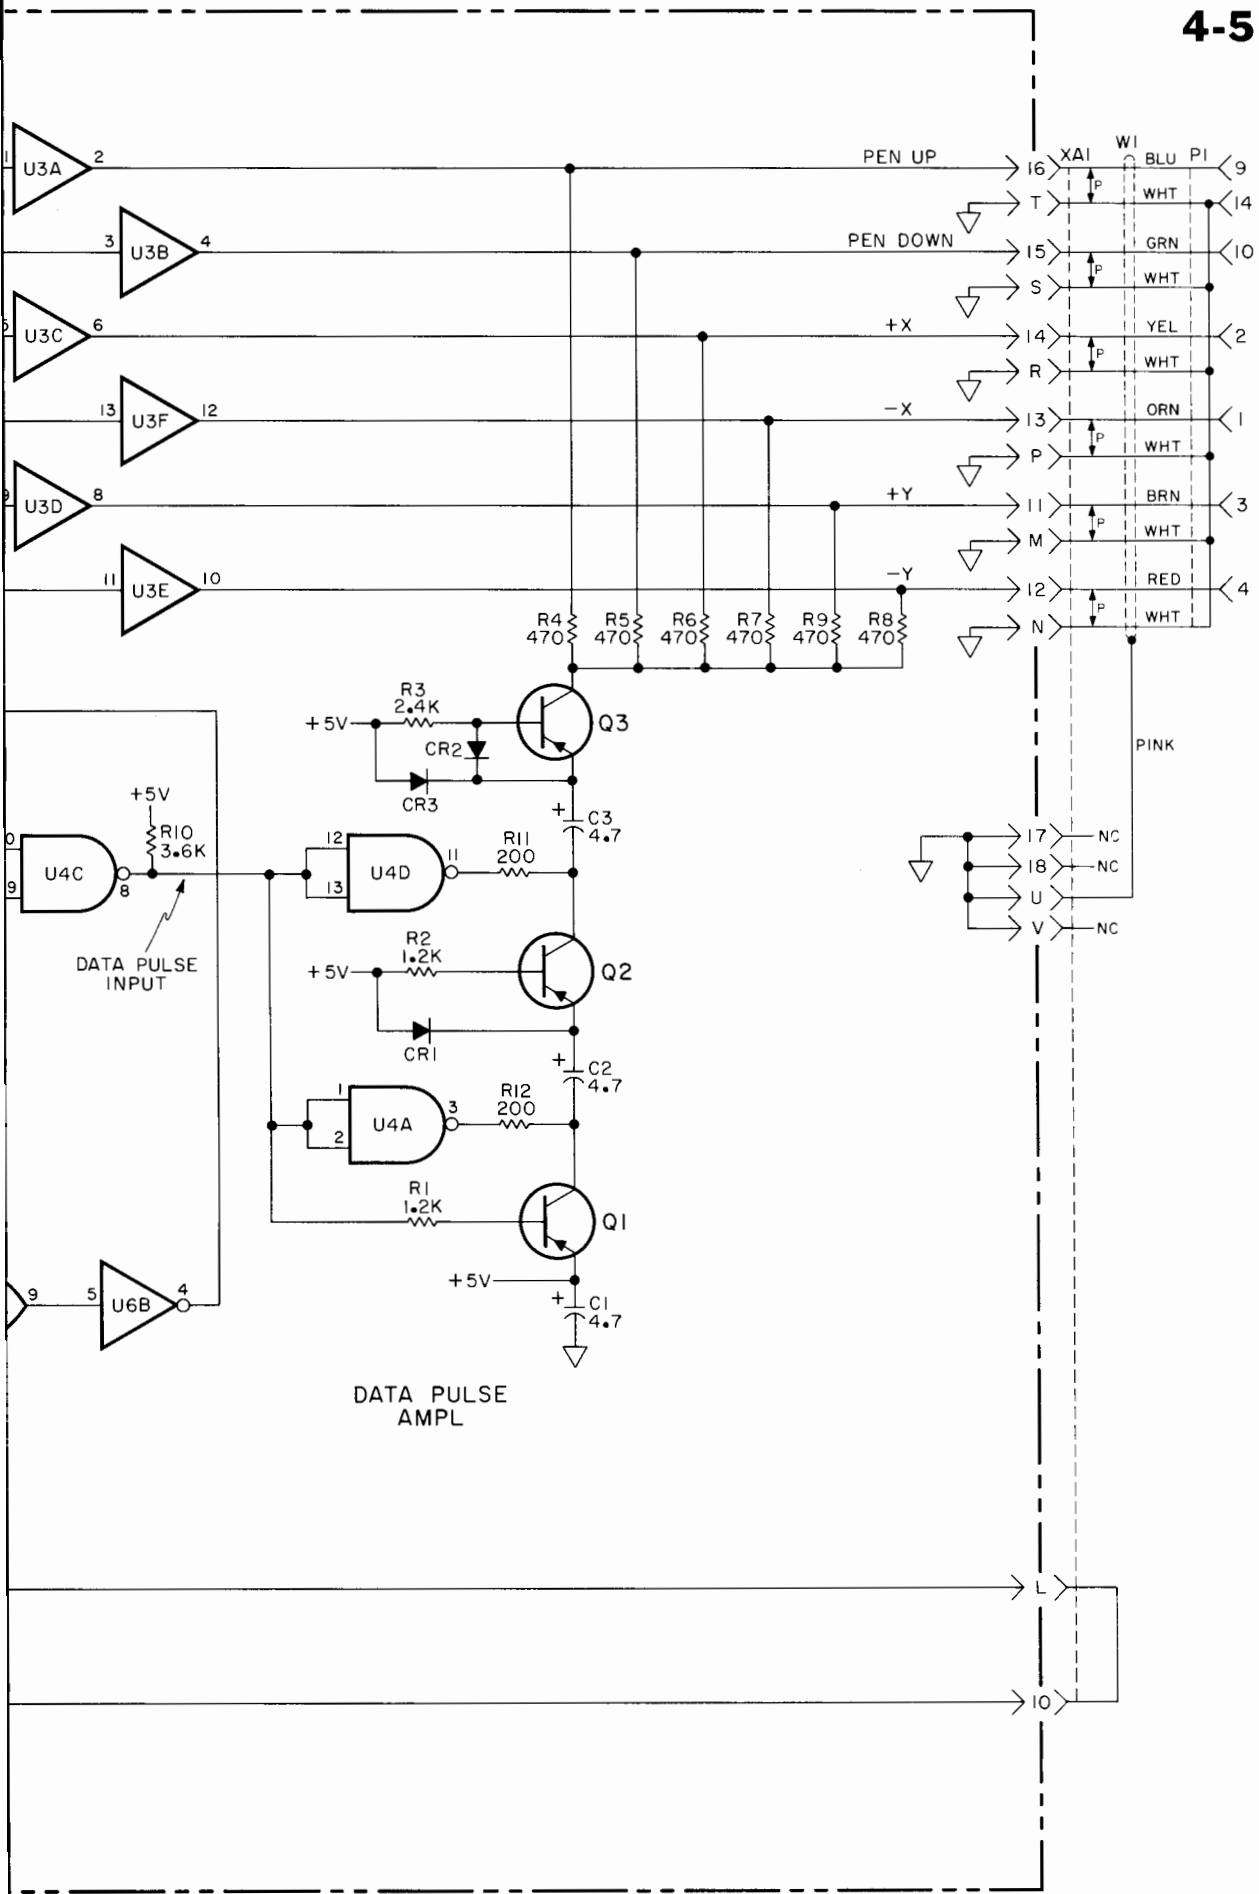 4-5
XA1 W1 P1
1 U3A 2 PEN UP 16 BLU 9
P
T WHT 14
3 U3B 4 PEN DOWN 15 GRN 10
P
S WHT
5 U3C 6 +X 14 YEL 2
P
R WHT
13 U3F 12 -X 13 ORN 1
P
P WHT
9 U3D 8 +Y 11 BRN 3
P
M WHT
11 U3E 10 -Y 12 RED 4
P
N WHT
R4 R5 R6 R7 R9 R8
470 470 470 470 470 470
R3
2.4K
+5V Q3
CR2
CR3
PINK
+5V
R10
3.6K
C3
+ 4.7
17 NC
18 NC
U
V NC
U4C 8
9
12
13 U4D 11
R11
200
DATA PULSE
INPUT
R2
1.2K
+5V Q2
CR1
C2
+ 4.7
1
2 U4A 3
R12
200
R1
1.2K
Q1
+5V
C1
+ 4.7
9 5 U6B 4
DATA PULSE
AMPL
L
10